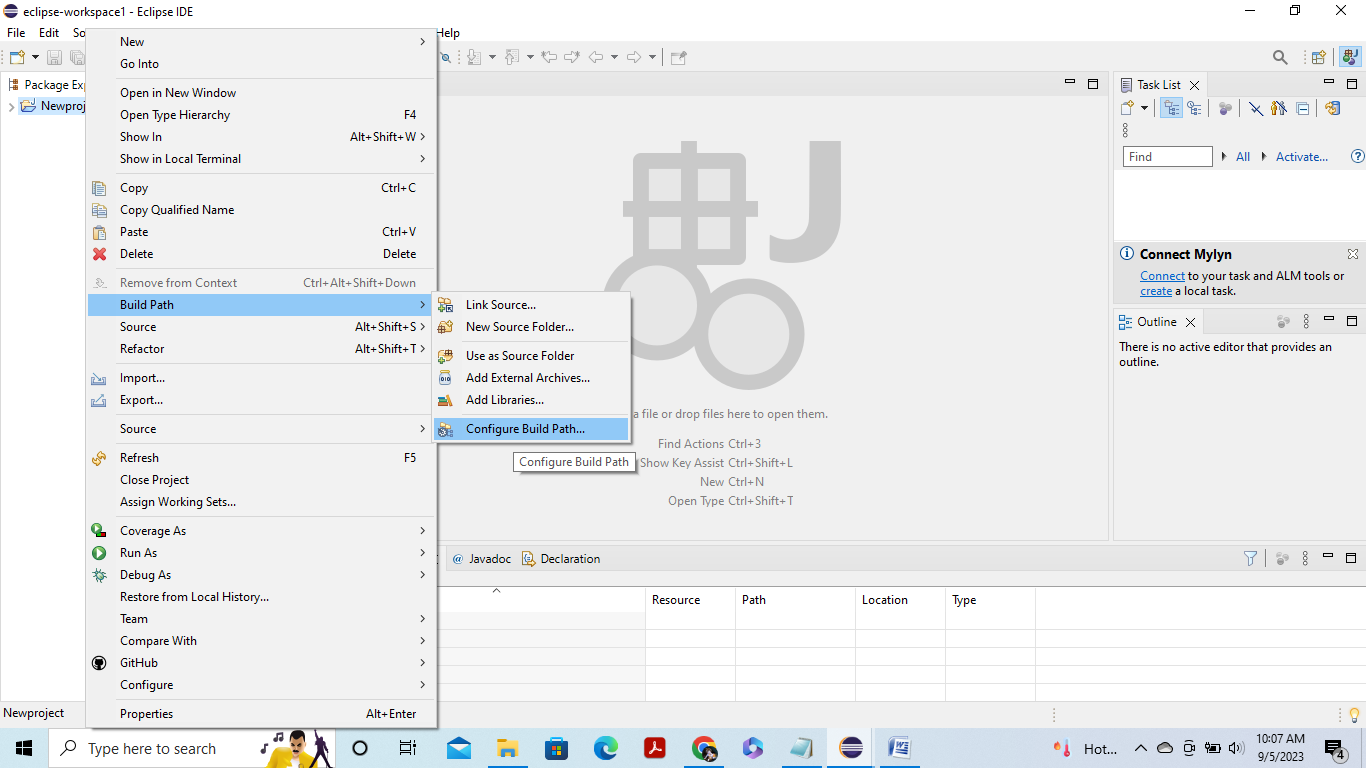 eclipse-workspace1 - Eclipse IDE
File Edit So Help
Package Exp
Newproj
New
Go Into
Open in New Window
Open Type Hierarchy F4
Show In Alt+Shift+W
Show in Local Terminal
Copy Ctrl+C
Copy Qualified Name
Paste Ctrl+V
Delete Delete
Remove from Context Ctrl+Alt+Shift+Down
Build Path
Source Alt+Shift+S
Refactor Alt+Shift+T
Import...
Export...
Source
Refresh F5
Close Project
Assign Working Sets...
Coverage As
Run As
Debug As
Restore from Local History...
Team
Compare With
GitHub
Configure
Properties Alt+Enter
Link Source...
New Source Folder...
Use as Source Folder
Add External Archives...
Add Libraries...
Configure Build Path...
Configure Build Path
a file or drop files here to open them.
Find Actions Ctrl+3
Show Key Assist Ctrl+Shift+L
New Ctrl+N
Open Type Ctrl+Shift+T
Task List
Find All Activate...
Connect Mylyn
Connect to your task and ALM tools or
create a local task.
Outline
There is no active editor that provides an
outline.
@ Javadoc Declaration
Resource Path Location Type
Newproject
Type here to search
Hot...
10:07 AM
9/5/2023
4